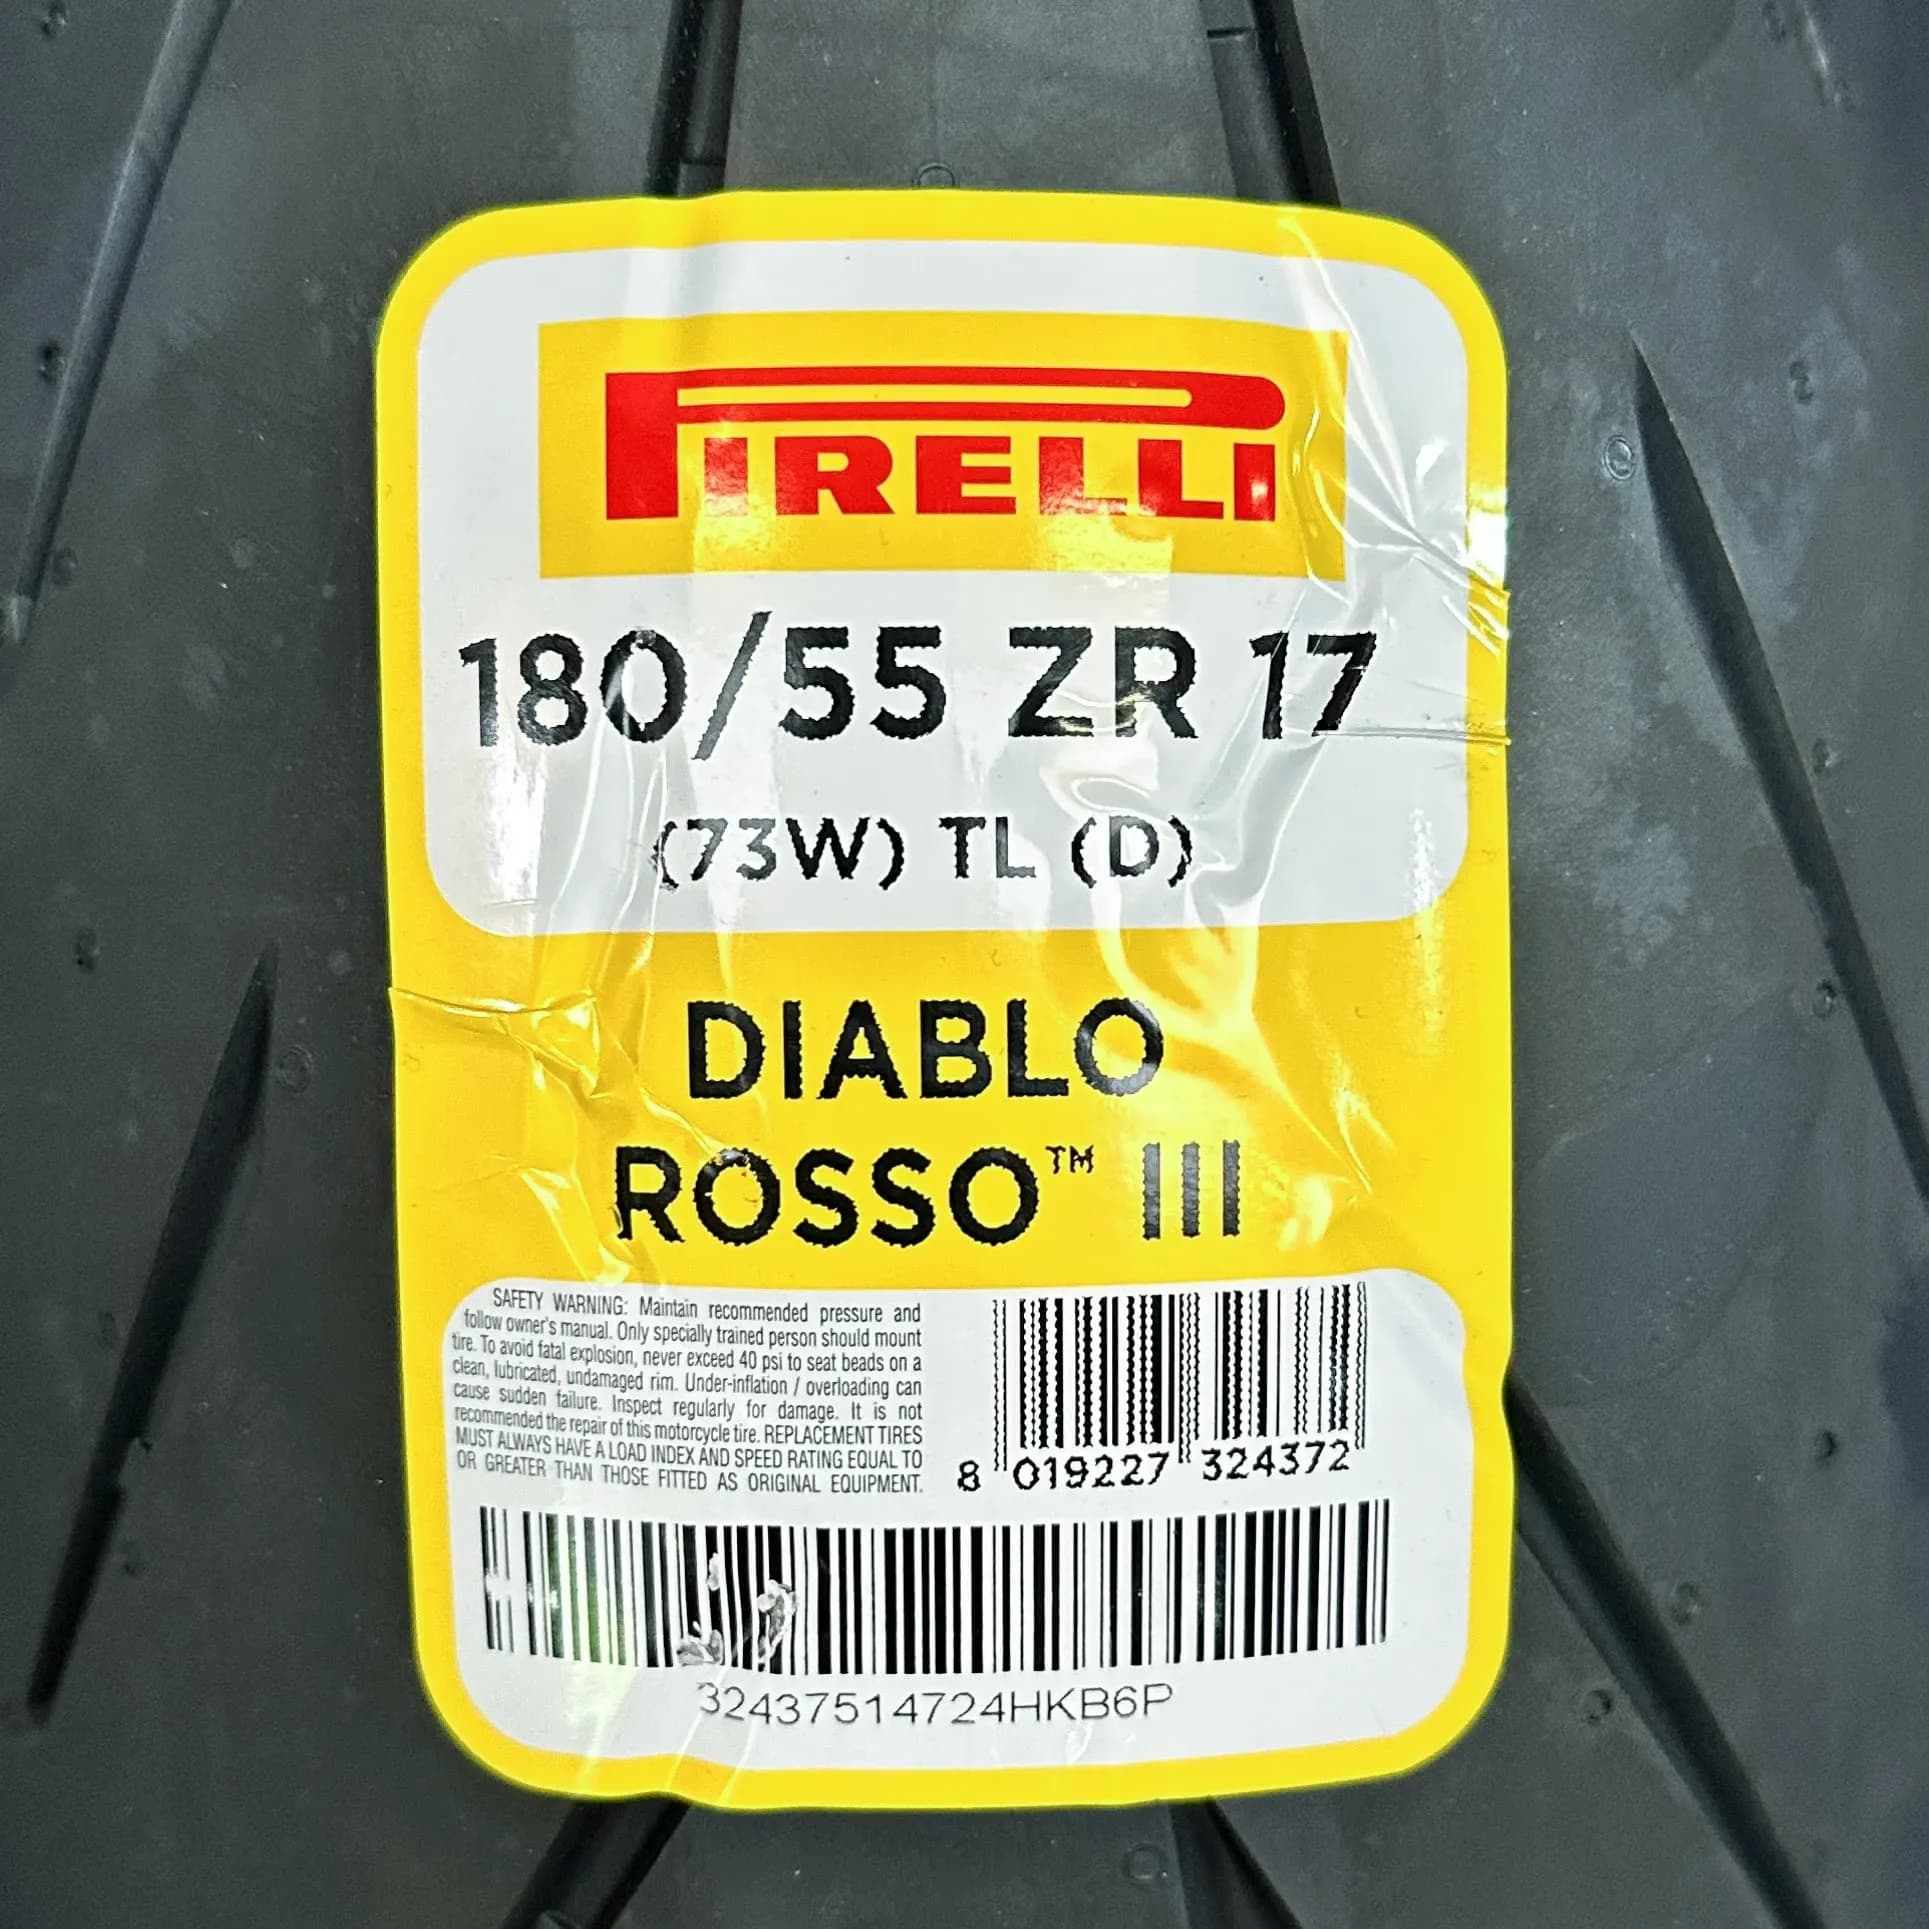 PIRELLI
180/55 ZR 17
(73W) TL (D)
DIABLO
ROSSO™ III
SAFETY WARNING: Maintain recommended pressure and
follow owner's manual. Only specially trained person should mount
tire. To avoid fatal explosion, never exceed 40 psi to seat beads on a
clean, lubricated, undamaged rim. Under-inflation / overloading can
cause sudden failure. Inspect regularly for damage. It is not
recommended the repair of this motorcycle tire. REPLACEMENT TIRES
MUST ALWAYS HAVE A LOAD INDEX AND SPEED RATING EQUAL TO
OR GREATER THAN THOSE FITTED AS ORIGINAL EQUIPMENT.
8 019227 324372
32437514724HKB6P